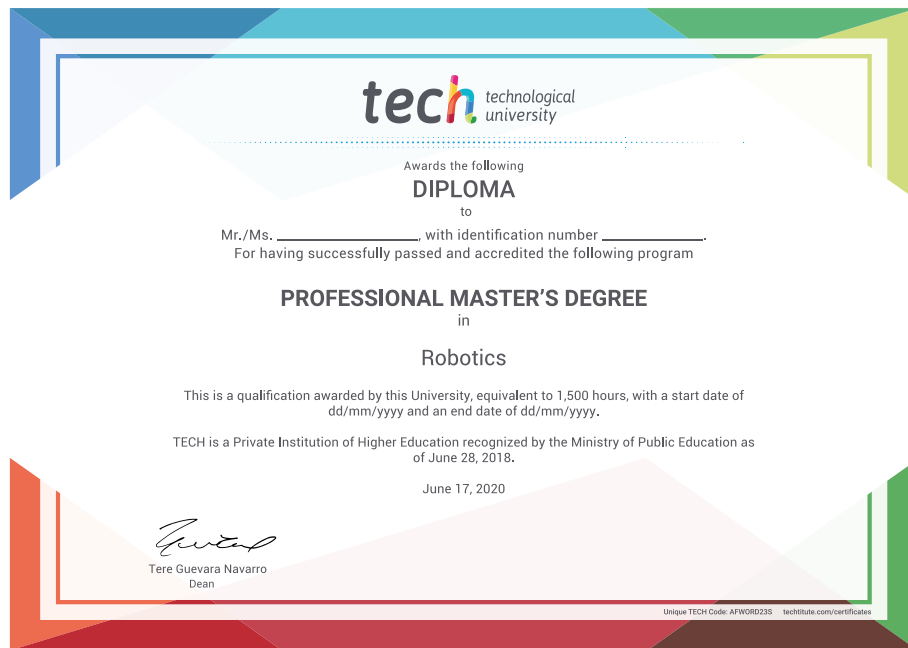 tech technological
university
Awards the following
DIPLOMA
to
Mr./Ms. ____________________, with identification number ______________.
For having successfully passed and accredited the following program
PROFESSIONAL MASTER'S DEGREE
in
Robotics
This is a qualification awarded by this University, equivalent to 1,500 hours, with a start date of
dd/mm/yyyy and an end date of dd/mm/yyyy.
TECH is a Private Institution of Higher Education recognized by the Ministry of Public Education as
of June 28, 2018.
June 17, 2020
Tere Guevara Navarro
Dean
Unique TECH Code: AFWORD23S techtitute.com/certificates